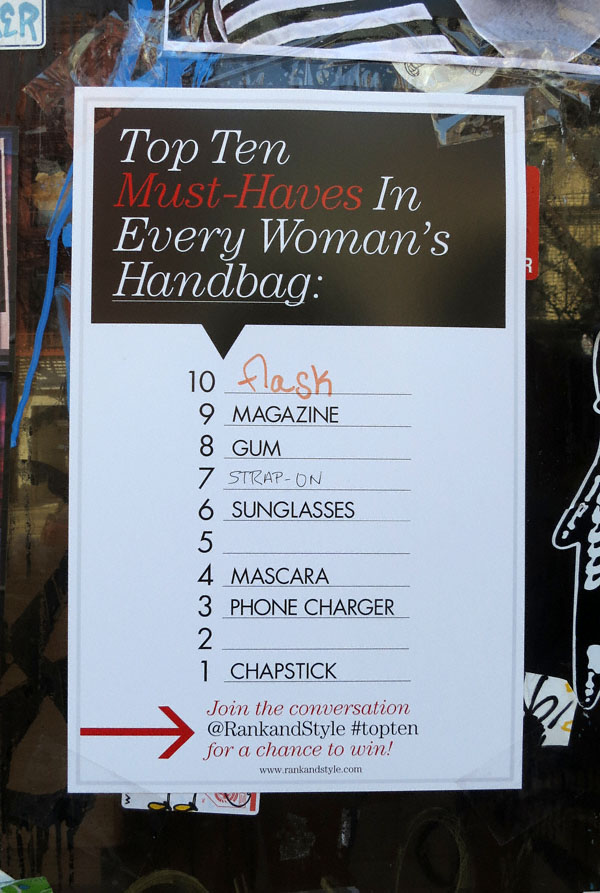 ER
Top Ten
Must-Haves In
Every Woman's
Handbag:
R
10 flask
9 MAGAZINE
8 GUM
7 STRAP-ON
6 SUNGLASSES
5
4 MASCARA
3 PHONE CHARGER
2
1 CHAPSTICK
Join the conversation
@RankandStyle #topten
for a chance to win!
www.rankandstyle.com